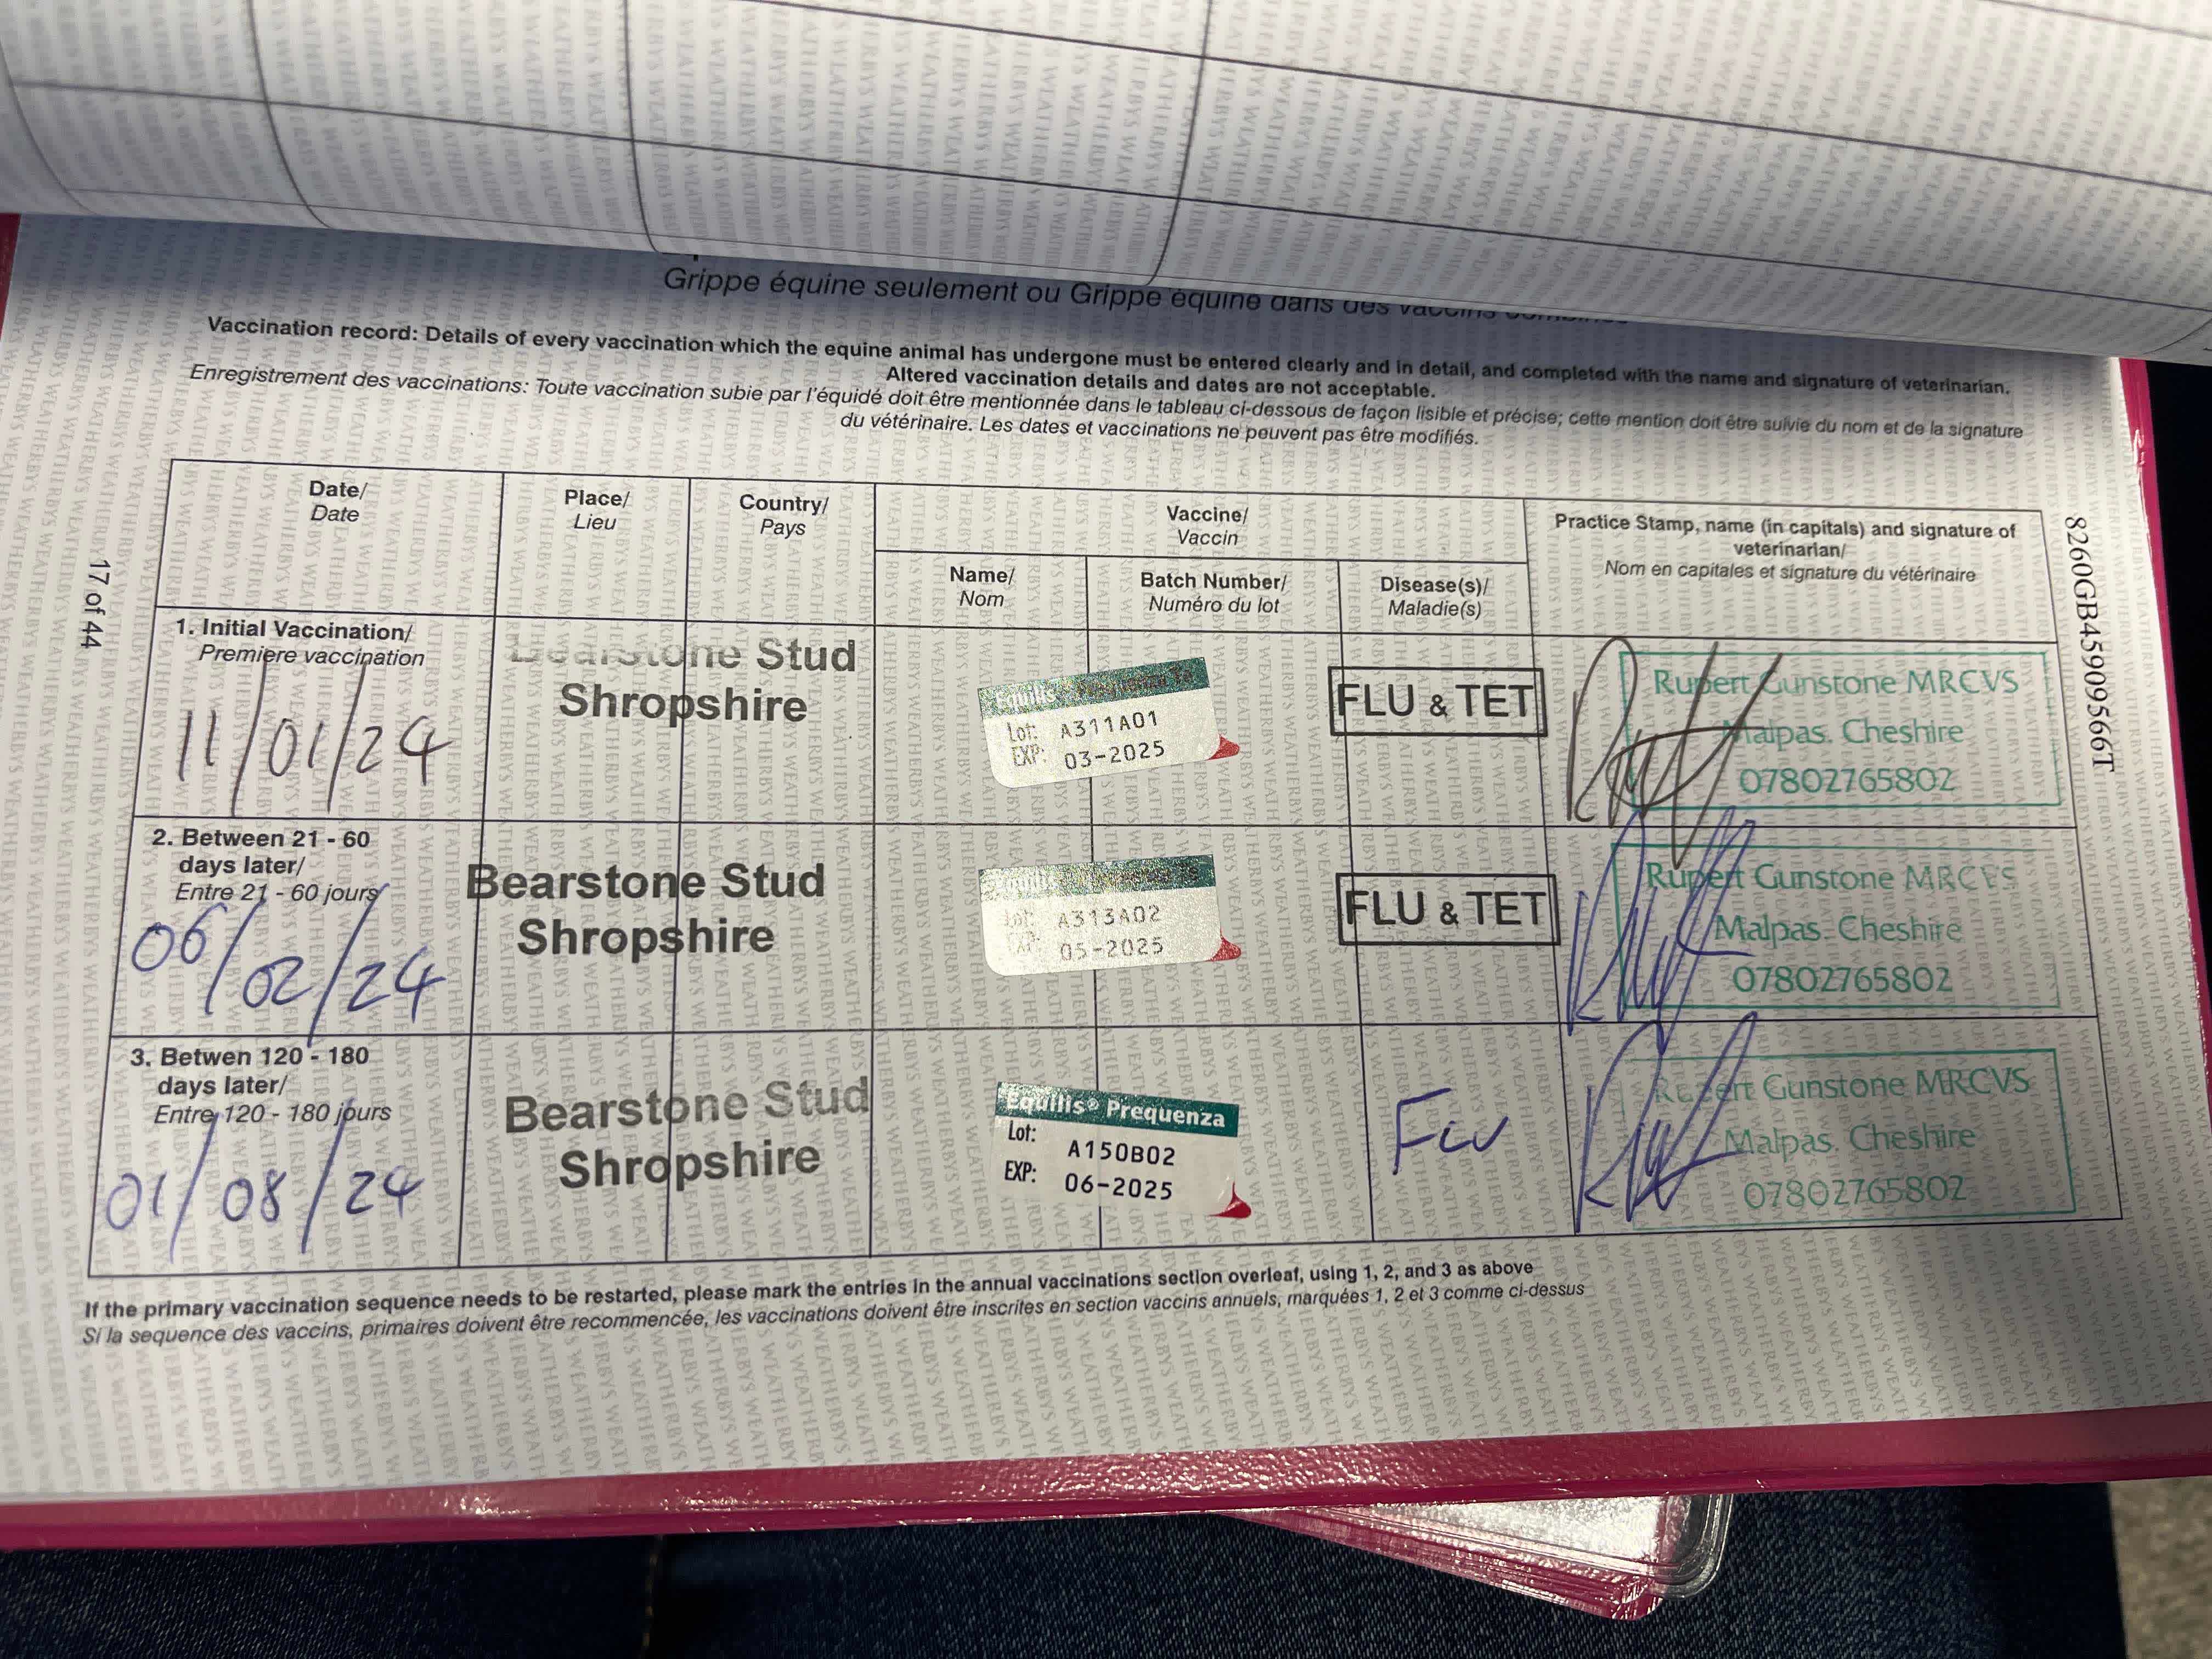 Grippe équine seulement ou Grippe équine dans des vaccins
Vaccination record: Details of every vaccination which the equine animal has undergone must be entered clearly and in detail, and completed with the name and signature of veterinarian.
Altered vaccination details and dates are not acceptable.
Enregistrement des vaccinations: Toute vaccination subie par l'équidé doit être mentionnée dans le tableau ci-dessous de façon lisible et précise; cette mention doit être suivie du nom et de la signature
du vétérinaire. Les dates et vaccinations ne peuvent pas être modifiés.
17 of 44
8260GB45909566T
Date/
Date
Place/
Lieu
Country/
Pays
Vaccine/
Vaccin
Name/
Nom
Batch Number/
Numéro du lot
Disease(s)/
Maladie(s)
Practice Stamp, name (in capitals) and signature of
veterinarian/
Nom en capitales et signature du vétérinaire
1. Initial Vaccination/
Premiere vaccination
11/01/24
Bearstone Stud
Shropshire
Equilis® Prequenza Te
Lot: A311A01
EXP: 03-2025
FLU & TET
Rupert Gunstone MRCVS
Malpas. Cheshire
07802765802
2. Between 21 - 60
days later/
Entre 21 - 60 jours
06/02/24
Bearstone Stud
Shropshire
Equilis® Prequenza Te
Lot: A313A02
EXP: 05-2025
FLU & TET
Rupert Gunstone MRCVS
Malpas. Cheshire
07802765802
3. Betwen 120 - 180
days later/
Entre 120 - 180 jours
01/08/24
Bearstone Stud
Shropshire
Equilis® Prequenza
Lot: A150B02
EXP: 06-2025
Flu
Rupert Gunstone MRCVS
Malpas. Cheshire
07802765802
If the primary vaccination sequence needs to be restarted, please mark the entries in the annual vaccinations section overleaf, using 1, 2, and 3 as above
Si la sequence des vaccins, primaires doivent être recommencée, les vaccinations doivent être inscrites en section vaccins annuels, marquées 1, 2 et 3 comme ci-dessus
WEATHERBYS